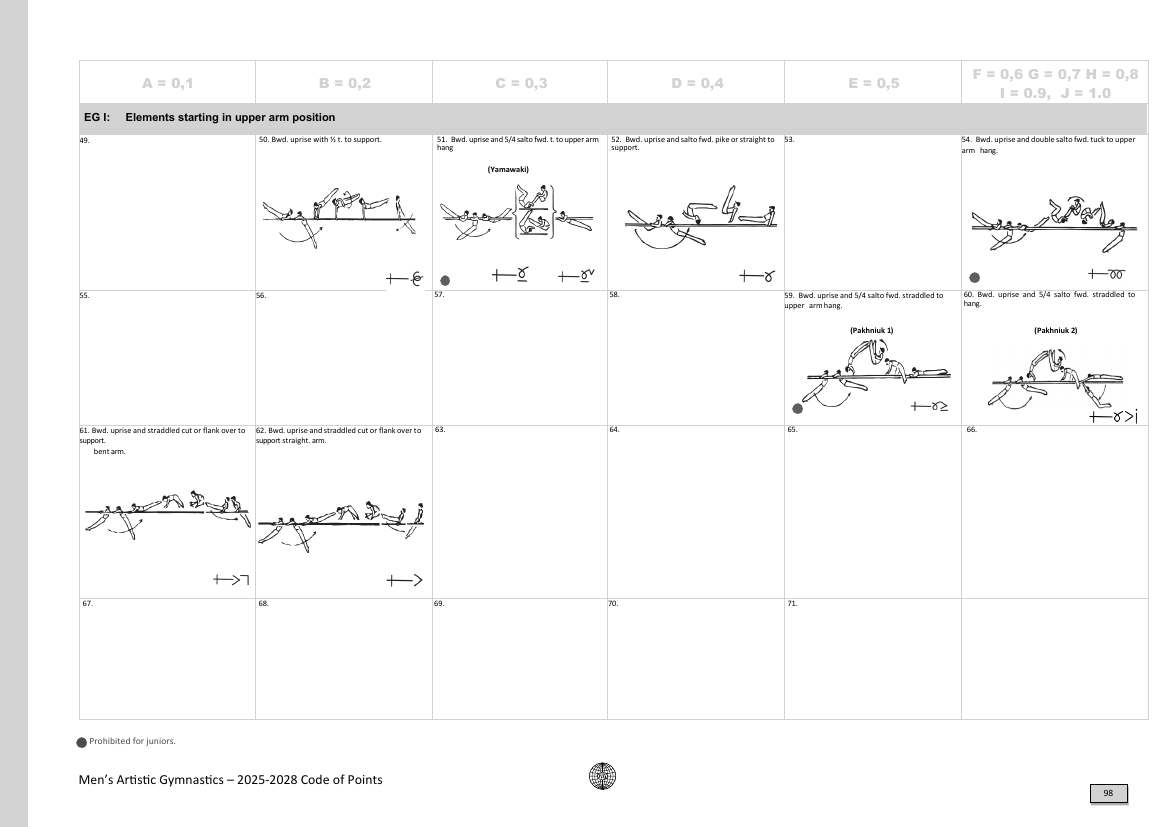 A = 0,1
B = 0,2
C = 0,3
D = 0,4
E = 0,5
F = 0,6 G = 0,7 H = 0,8
I = 0.9, J = 1.0
EG I: Elements starting in upper arm position
49.
50. Bwd. uprise with ½ t. to support.
51. Bwd. uprise and 5/4 salto fwd. t. to upper arm
hang
(Yamawaki)
52. Bwd. uprise and salto fwd. pike or straight to
support.
53.
54. Bwd. uprise and double salto fwd. tuck to upper
arm hang.
55.
56.
57.
58.
59. Bwd. uprise and 5/4 salto fwd. straddled to
upper arm hang.
(Pakhniuk 1)
60. Bwd. uprise and 5/4 salto fwd. straddled to
hang.
(Pakhniuk 2)
61. Bwd. uprise and straddled cut or flank over to
support.
bent arm.
62. Bwd. uprise and straddled cut or flank over to
support straight. arm.
63.
64.
65.
66.
67.
68.
69.
70.
71.
Prohibited for juniors.
Men's Artistic Gymnastics – 2025-2028 Code of Points
98